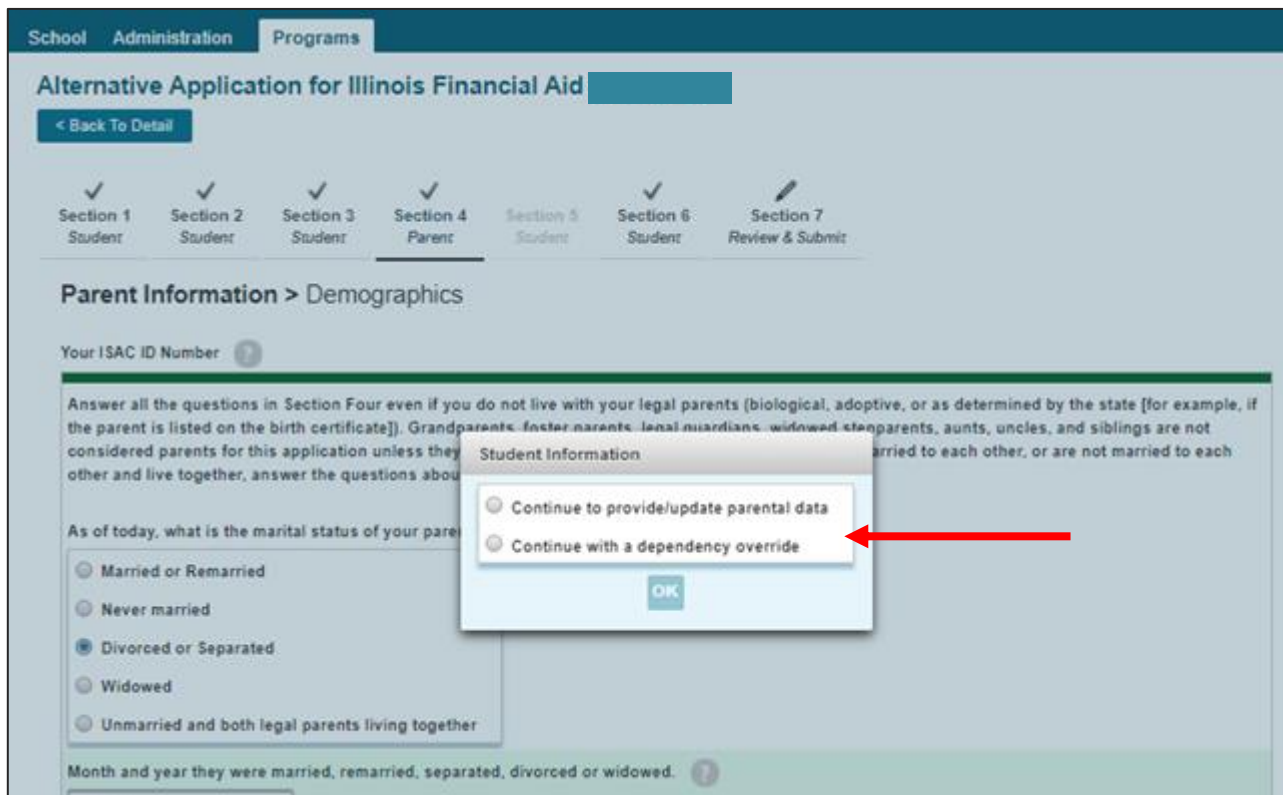 School Administration Programs
Alternative Application for Illinois Financial Aid
< Back To Detail
Section 1 Section 2 Section 3 Section 4 Section 5 Section 6 Section 7
Student Student Student Parent Student Student Review & Submit
Parent Information > Demographics
Your ISAC ID Number ?
Answer all the questions in Section Four even if you do not live with your legal parents (biological, adoptive, or as determined by the state [for example, if
the parent is listed on the birth certificate]). Grandparents, foster parents, legal guardians, widowed stepparents, aunts, uncles, and siblings are not
considered parents for this application unless they arried to each other, or are not married to each
other and live together, answer the questions abou
Student Information
Continue to provide/update parental data
Continue with a dependency override
OK
As of today, what is the marital status of your pare
Married or Remarried
Never married
Divorced or Separated
Widowed
Unmarried and both legal parents living together
Month and year they were married, remarried, separated, divorced or widowed. ?